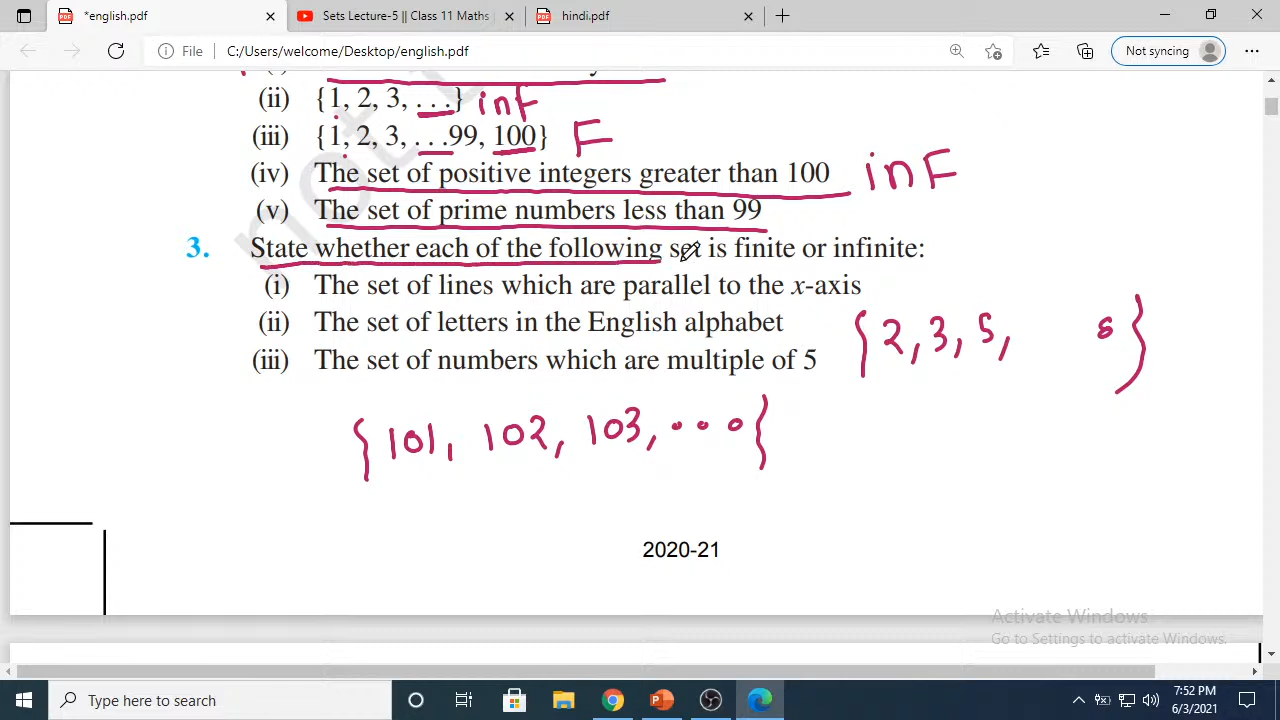 *english.pdf
Sets Lecture-5 || Class 11 Maths
hindi.pdf
File C:/Users/welcome/Desktop/english.pdf Not syncing
(ii) {1, 2, 3, . . .} inF
(iii) {1, 2, 3, . . .99, 100} F
(iv) The set of positive integers greater than 100 inF
(v) The set of prime numbers less than 99
3. State whether each of the following set is finite or infinite:
(i) The set of lines which are parallel to the x-axis
(ii) The set of letters in the English alphabet
{2, 3, 5, }
(iii) The set of numbers which are multiple of 5
{101, 102, 103, . . .}
2020-21
Activate Windows
Go to Settings to activate Windows.
Type here to search
7:52 PM
6/3/2021